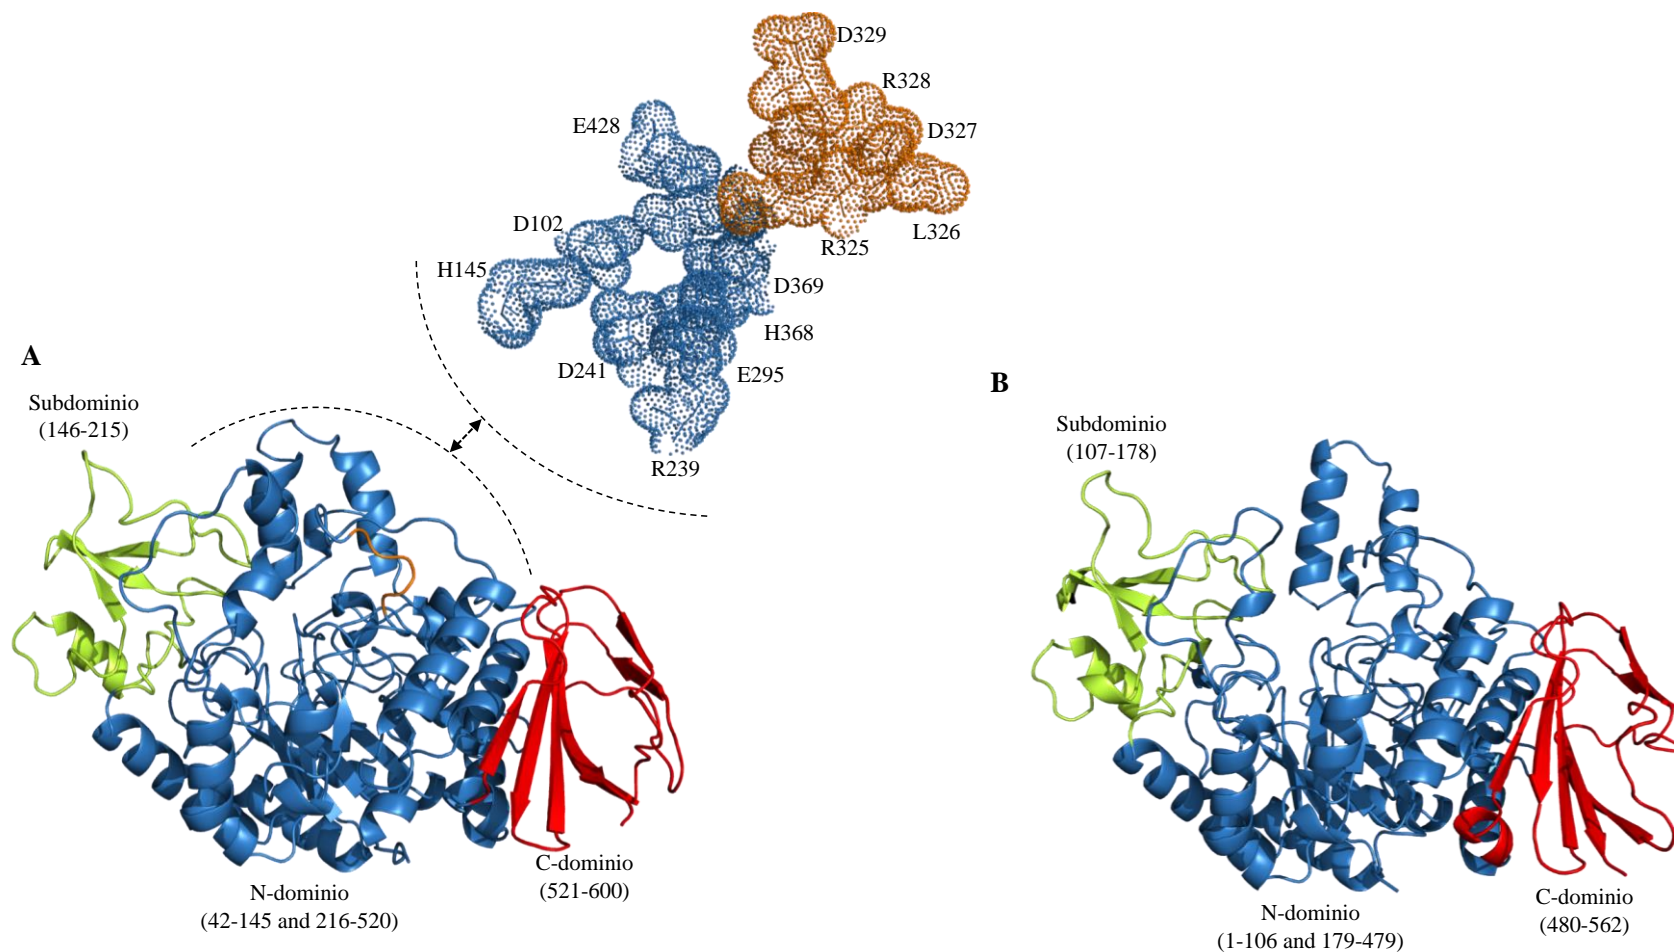 D329
R328
E428
D327
D102
R325
L326
H145
D369
H368
D241
E295
A
B
Subdominio
(146-215)
R239
Subdominio
(107-178)
C-dominio
(521-600)
N-dominio
(42-145 and 216-520)
C-dominio
(480-562)
N-dominio
(1-106 and 179-479)